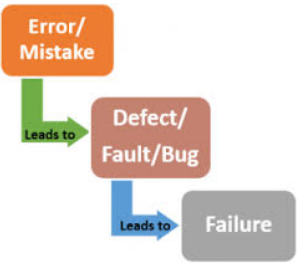 Error/
Mistake
Leads to
Defect/
Fault/Bug
Leads to
Failure